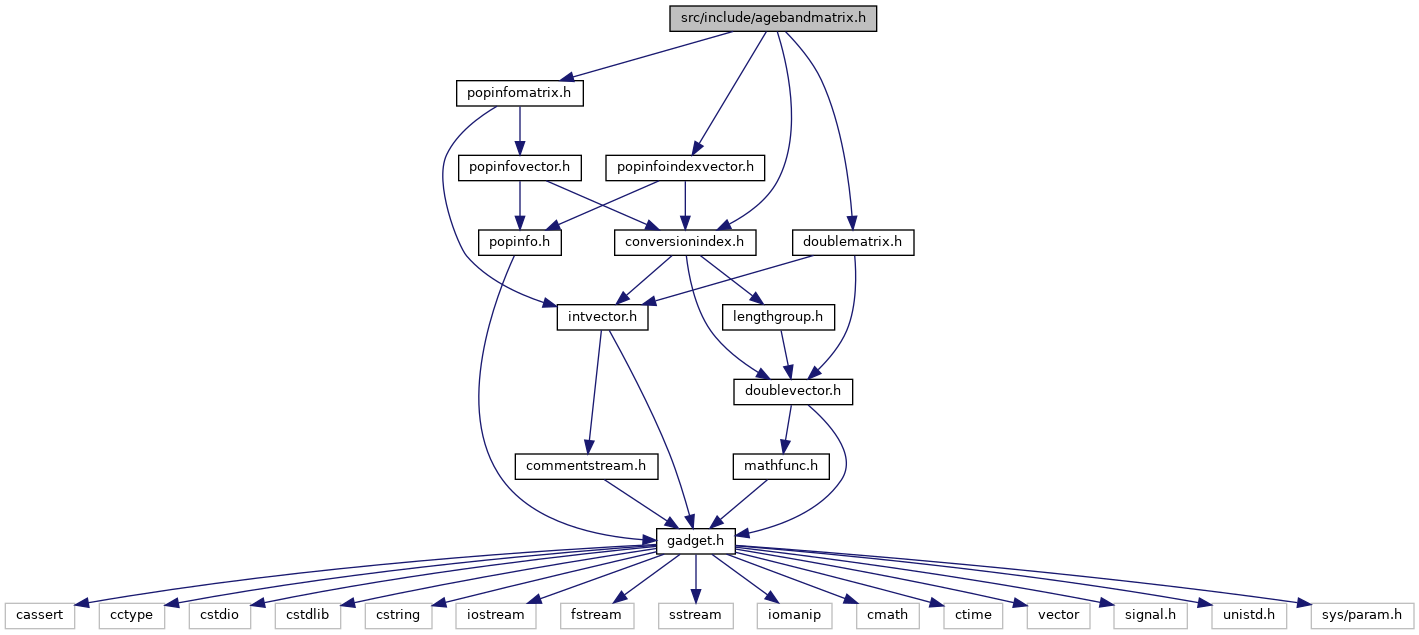 src/include/agebandmatrix.h
popinfomatrix.h
popinfovector.h
popinfoindexvector.h
popinfo.h
conversionindex.h
doublematrix.h
intvector.h
lengthgroup.h
doublevector.h
commentstream.h
mathfunc.h
gadget.h
cassert
cctype
cstdio
cstdlib
cstring
iostream
fstream
sstream
iomanip
cmath
ctime
vector
signal.h
unistd.h
sys/param.h